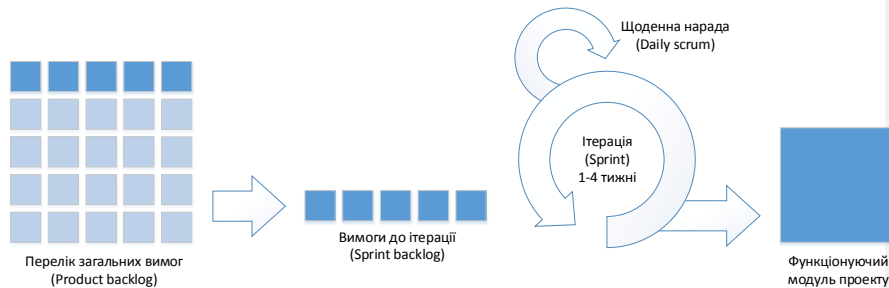 Щоденна нарада
(Daily scrum)
Ітерація
(Sprint)
1-4 тижні
Вимоги до ітерації
(Sprint backlog)
Перелік загальних вимог
(Product backlog)
Функціонуючий
модуль проекту